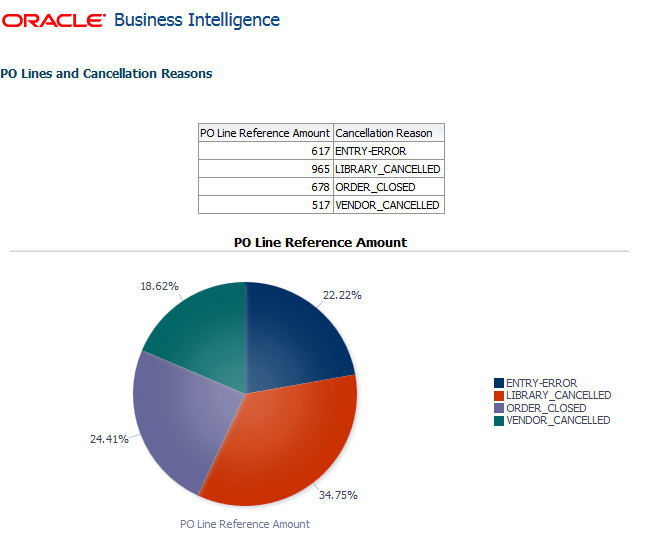 ORACLE Business Intelligence
PO Lines and Cancellation Reasons
PO Line Reference Amount Cancellation Reason
617 ENTRY-ERROR
965 LIBRARY_CANCELLED
678 ORDER_CLOSED
517 VENDOR_CANCELLED
PO Line Reference Amount
18.62%
22.22%
ENTRY-ERROR
LIBRARY_CANCELLED
ORDER_CLOSED
VENDOR_CANCELLED
24.41%
34.75%
PO Line Reference Amount